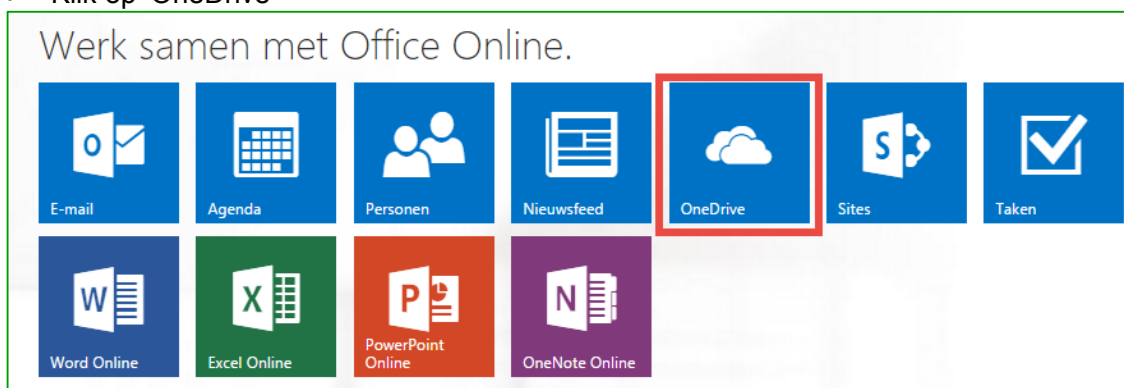 Klik op 'OneDrive'
Werk samen met Office Online.
E-mail
Agenda
Personen
Nieuwsfeed
OneDrive
Sites
Taken
Word Online
Excel Online
PowerPoint
Online
OneNote Online